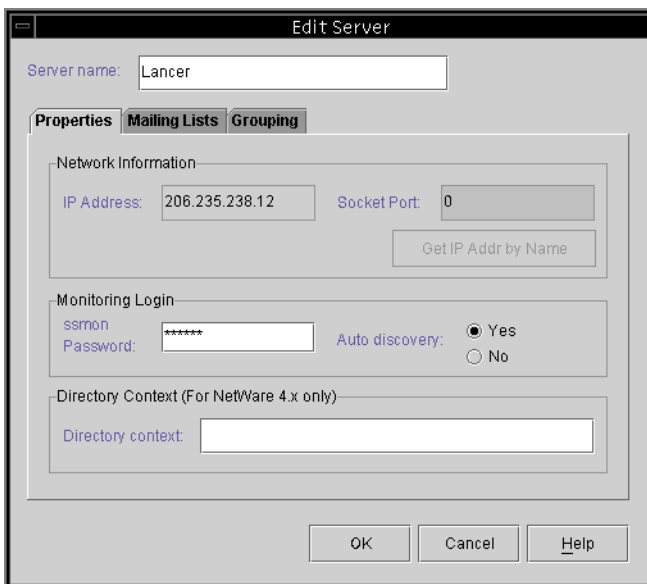 Edit Server
Server name: Lancer
Properties Mailing Lists Grouping
Network Information
IP Address: 206.235.238.12 Socket Port: 0
Get IP Addr by Name
Monitoring Login
ssmon
Password: ****** Auto discovery: Yes
No
Directory Context (For NetWare 4.x only)
Directory context:
OK Cancel Help